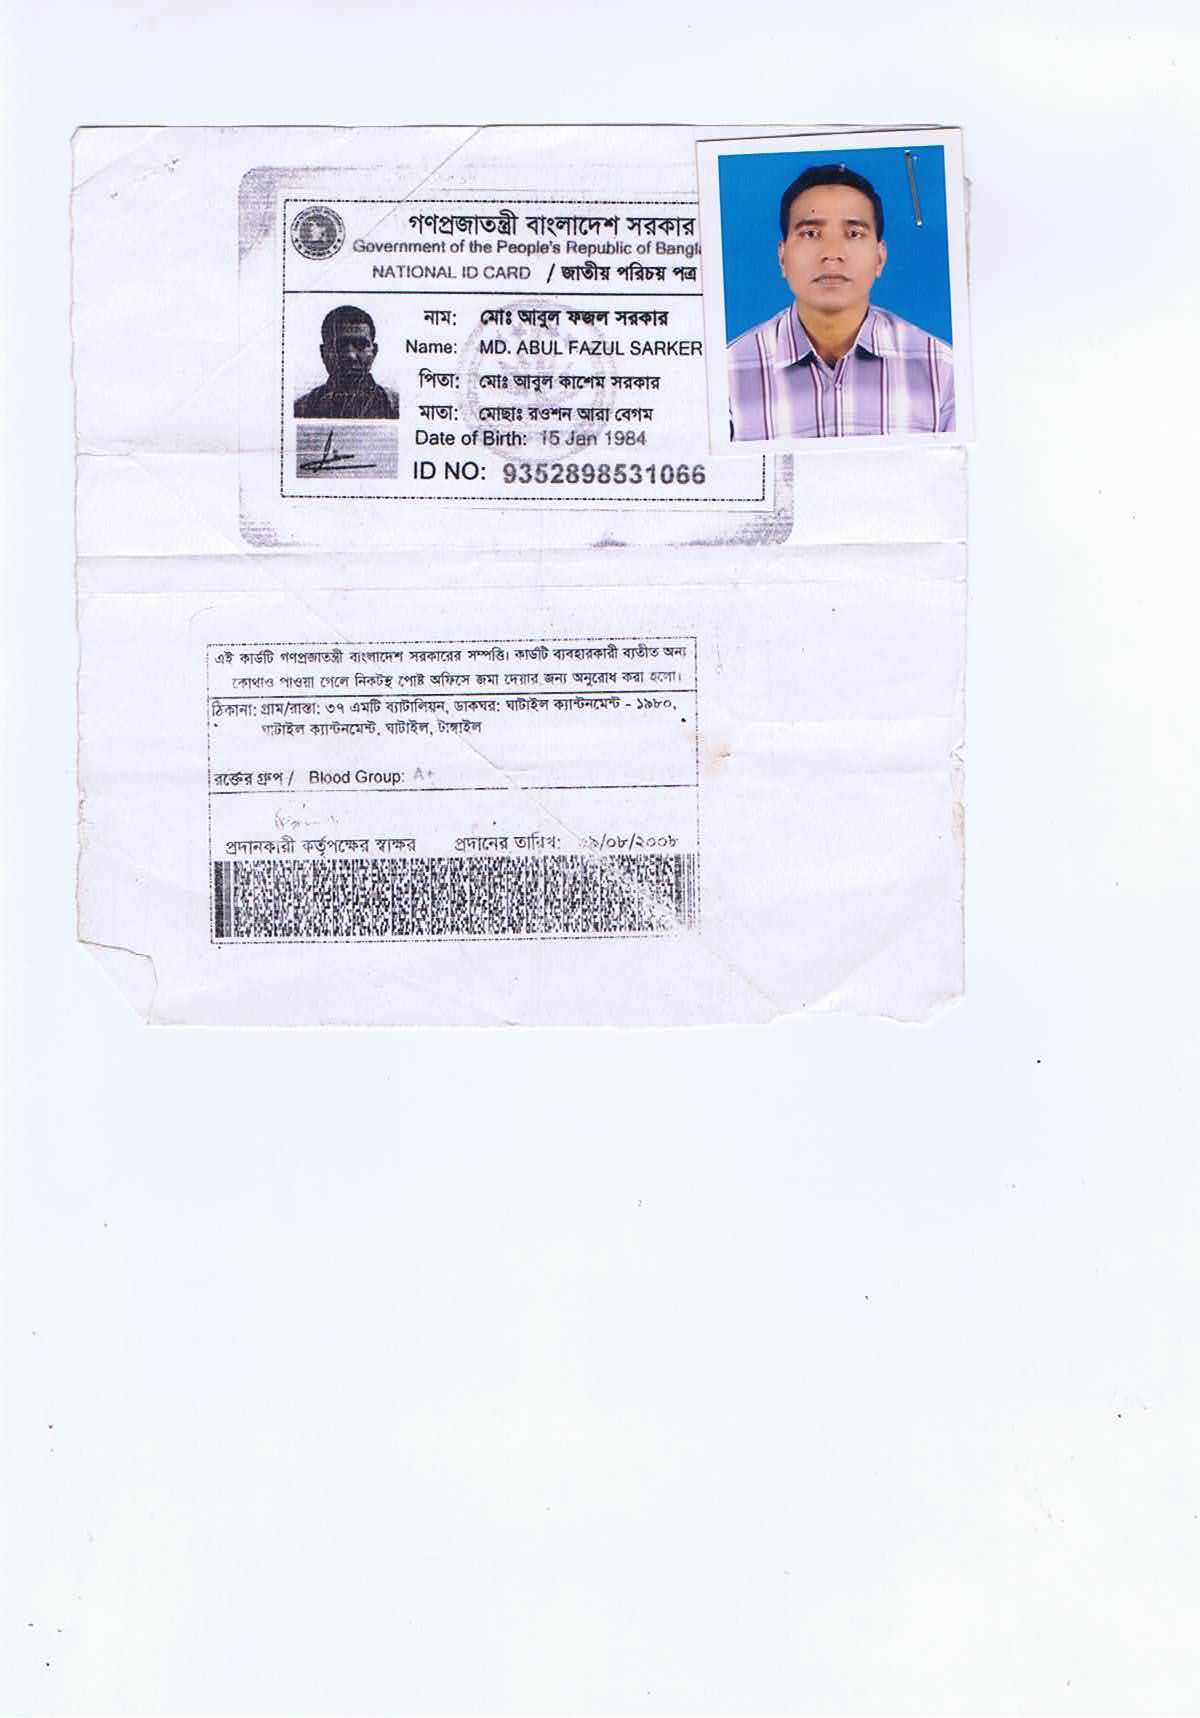 গণপ্রজাতন্ত্রী বাংলাদেশ সরকার
Government of the People's Republic of Bangl
NATIONAL ID CARD / জাতীয় পরিচয় পত্র
নাম: মোঃ আবুল ফজল সরকার
Name: MD. ABUL FAZUL SARKER
পিতা: মোঃ আবুল কাশেম সরকার
মাতা: মোছাঃ রওশন আরা বেগম
Date of Birth: 15 Jan 1984
ID NO: 9352898531066
এই কার্ডটি গণপ্রজাতন্ত্রী বাংলাদেশ সরকারের সম্পত্তি। কার্ডটি ব্যবহারকারী ব্যতীত অন্য
কোথাও পাওয়া গেলে নিকটস্থ পোষ্ট অফিসে জমা দেয়ার জন্য অনুরোধ করা হলো।
ঠিকানা: গ্রাম/রাস্তা: ৩৭ এমটি ব্যাটালিয়ন, ডাকঘর: ঘাটাইল ক্যান্টনমেন্ট - ১৯৮০,
ঘাটাইল ক্যান্টনমেন্ট, ঘাটাইল, টাঙ্গাইল
রক্তের গ্রুপ / Blood Group: A+
প্রদানকারী কর্তৃপক্ষের স্বাক্ষর প্রদানের তারিখ: /০৮/২০০৮